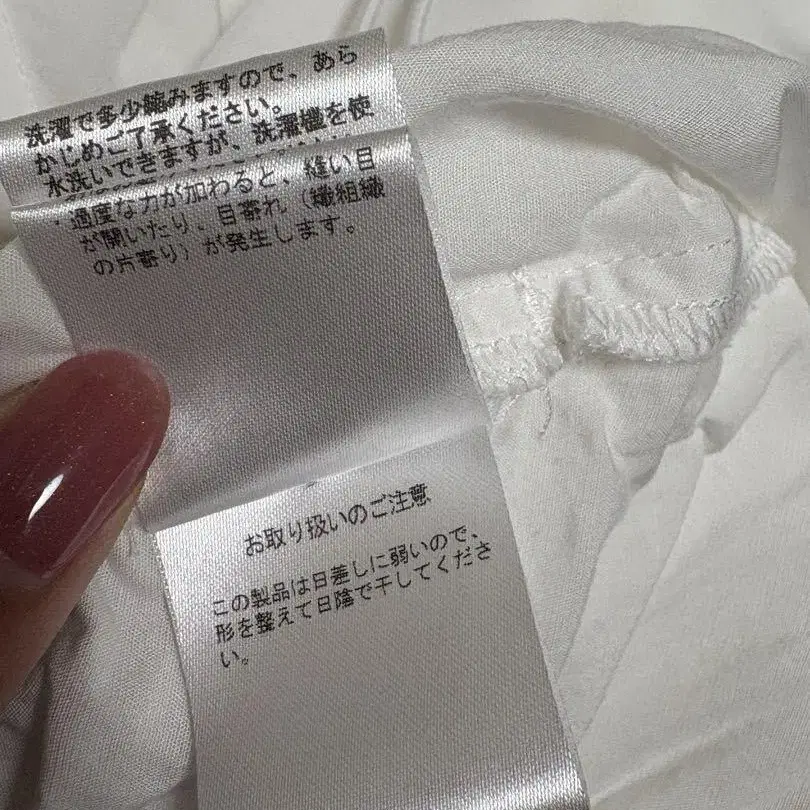 洗濯で多少縮みますので、あら
かじめご了承ください。
水洗いできますが、洗濯機を使
・過度な力が加わると、縫い目
が開いたり、目寄れ（繊組織
の片寄り）が発生します。
お取り扱いのご注意
この製品は日差しに弱いので、
形を整えて日陰で干してくださ
い。